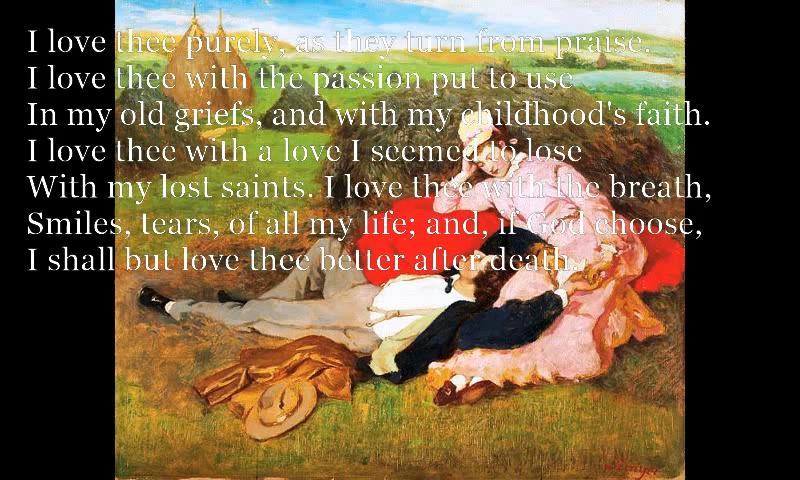 I love thee purely, as they turn from praise.
I love thee with the passion put to use
In my old griefs, and with my childhood's faith.
I love thee with a love I seemed to lose
With my lost saints. I love thee with the breath,
Smiles, tears, of all my life; and, if God choose,
I shall but love thee better after death.